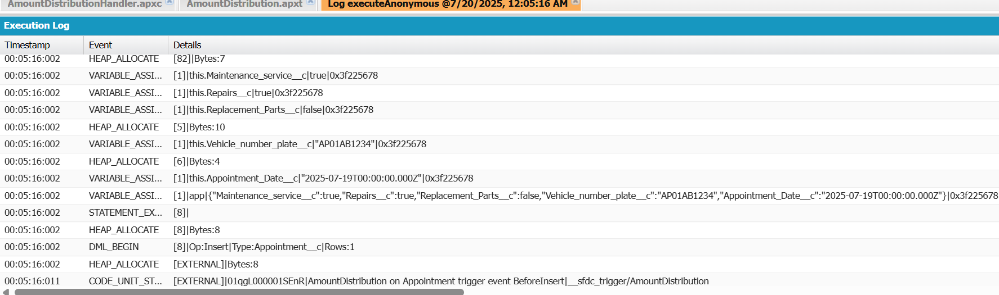 AmountDistributionHandler.apxc AmountDistribution.apxt Log executeAnonymous @7/20/2025, 12:05:16 AM
Execution Log
Timestamp Event Details
00:05:16:002 HEAP_ALLOCATE [82]|Bytes:7
00:05:16:002 VARIABLE_ASSI... [1]|this.Maintenance_service__c|true|0x3f225678
00:05:16:002 VARIABLE_ASSI... [1]|this.Repairs__c|true|0x3f225678
00:05:16:002 VARIABLE_ASSI... [1]|this.Replacement_Parts__c|false|0x3f225678
00:05:16:002 HEAP_ALLOCATE [5]|Bytes:10
00:05:16:002 VARIABLE_ASSI... [1]|this.Vehicle_number_plate__c|"AP01AB1234"|0x3f225678
00:05:16:002 HEAP_ALLOCATE [6]|Bytes:4
00:05:16:002 VARIABLE_ASSI... [1]|this.Appointment_Date__c|"2025-07-19T00:00:00.000Z"|0x3f225678
00:05:16:002 VARIABLE_ASSI... [1]|app|{"Maintenance_service__c":true,"Repairs__c":true,"Replacement_Parts__c":false,"Vehicle_number_plate__c":"AP01AB1234","Appointment_Date__c":"2025-07-19T00:00:00.000Z"}|0x3f225678
00:05:16:002 STATEMENT_EX... [8]|
00:05:16:002 HEAP_ALLOCATE [8]|Bytes:8
00:05:16:002 DML_BEGIN [8]|Op:Insert|Type:Appointment__c|Rows:1
00:05:16:002 HEAP_ALLOCATE [EXTERNAL]|Bytes:8
00:05:16:011 CODE_UNIT_ST... [EXTERNAL]|01qgL000001SEnR|AmountDistribution on Appointment trigger event BeforeInsert|__sfdc_trigger/AmountDistribution